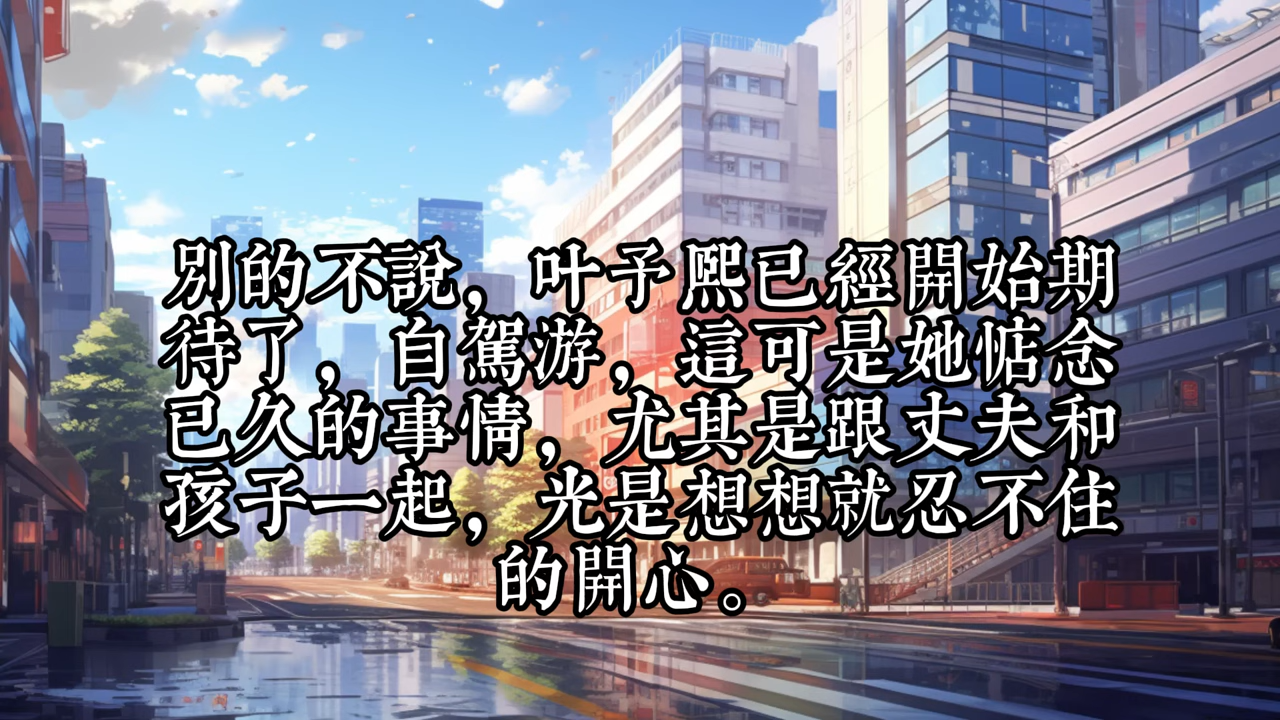 別的不說，叶予熙已經開始期
待了，自駕游，這可是她惦念
已久的事情，尤其是跟丈夫和
孩子一起，光是想想就忍不住
的開心。